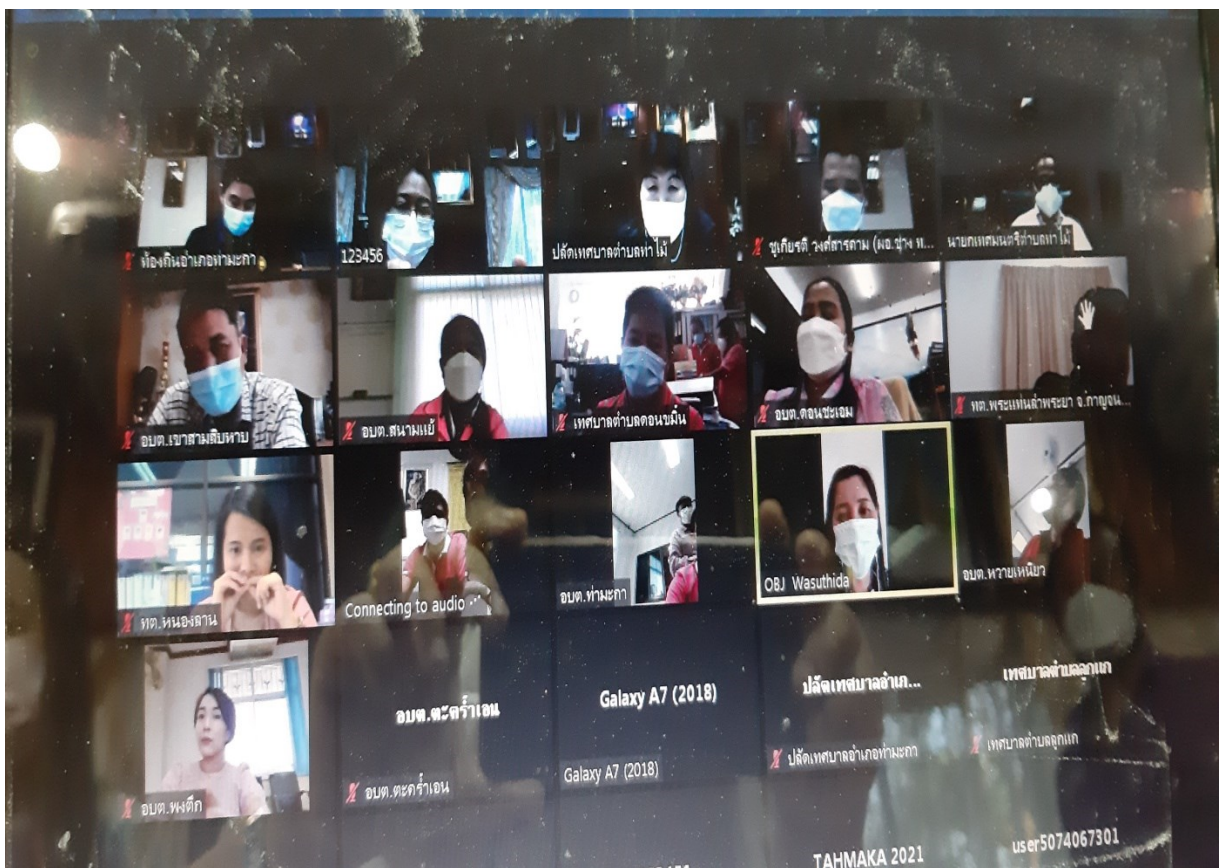 ท้องถิ่นอำเภอท่ามะกา
123456
ปลัดเทศบาลตำบลท่าไม้
ชูเกียรติ วงศ์สารดาม (ผอ.ช่าง ท...
นายกเทศมนตรีตำบลท่าไม้
อบต.เขาสามสิบหาบ
อบต.สนามแย้
เทศบาลตำบลดอนขมิ้น
อบต.ดอนชะเอม
ทต.พระแท่นลำพระยา จ.กาญจน...
ทต.หนองลาน
Connecting to audio ...
อบต.ท่ามะกา
OBJ Wasuthida
อบต.หวายเหนียว
อบต.พงตึก
อบต.ตะคร้ำเอน
อบต.ตะคร้ำเอน
Galaxy A7 (2018)
Galaxy A7 (2018)
ปลัดเทศบาลอำเภ...
ปลัดเทศบาลอำเภอท่ามะกา
เทศบาลตำบลลูกแก
เทศบาลตำบลลูกแก
TAHMAKA 2021
user5074067301